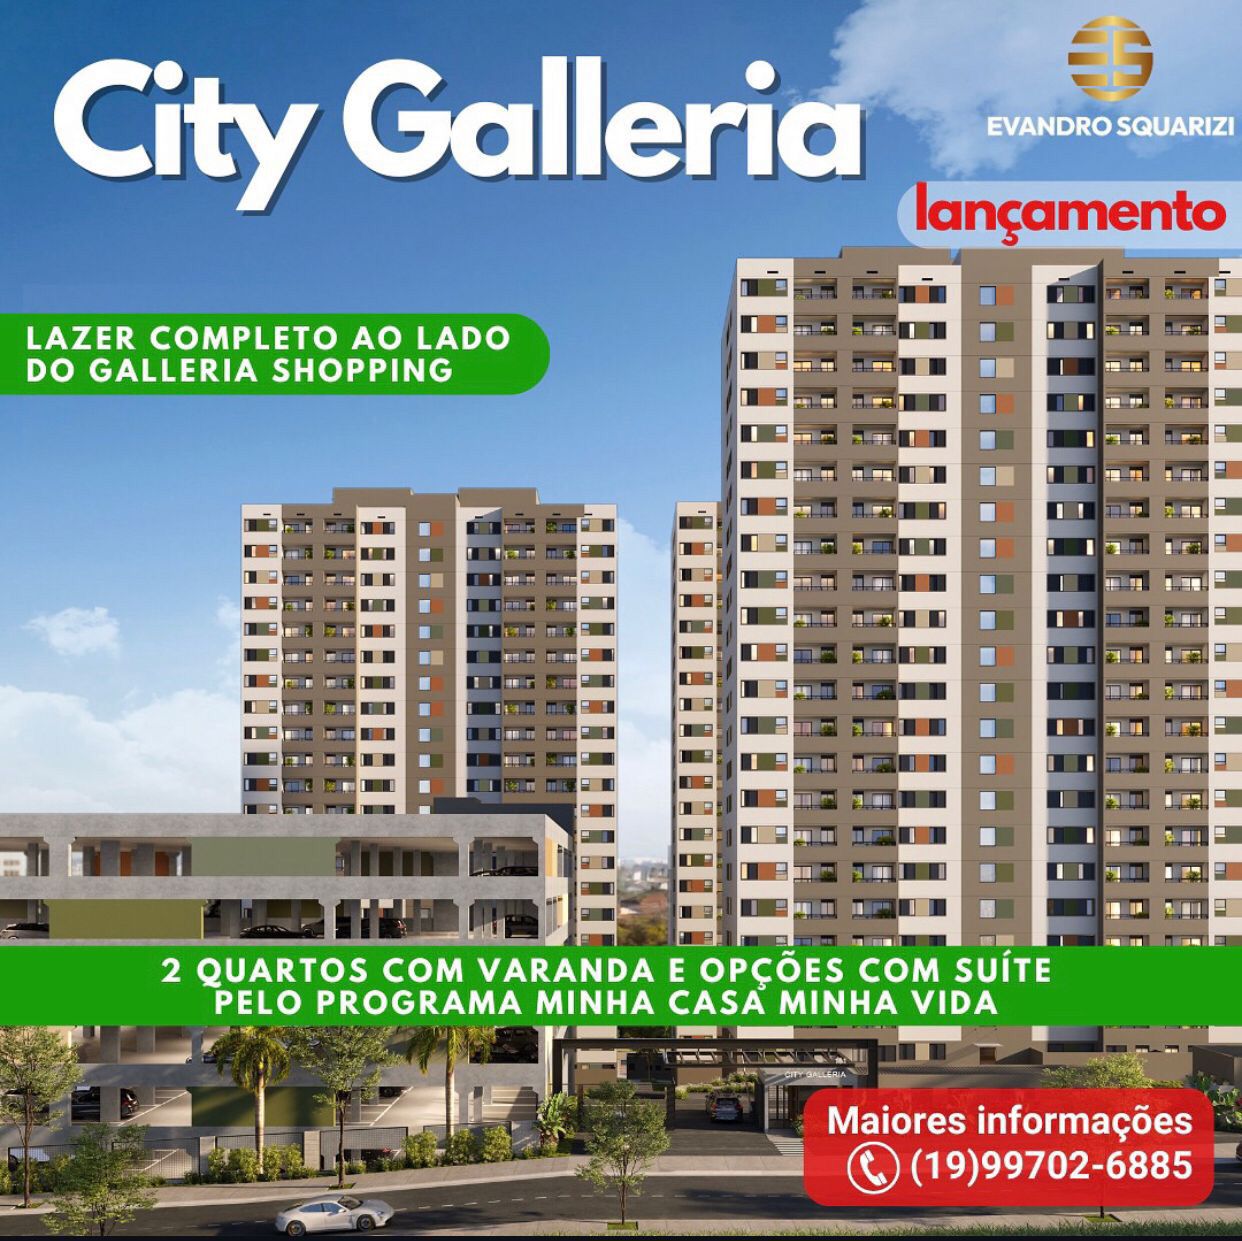 City Galleria
EVANDRO SQUARIZI
lançamento
LAZER COMPLETO AO LADO
DO GALLERIA SHOPPING
2 QUARTOS COM VARANDA E OPÇÕES COM SUÍTE
PELO PROGRAMA MINHA CASA MINHA VIDA
CITY GALLERIA
Maiores informações
(19)99702-6885